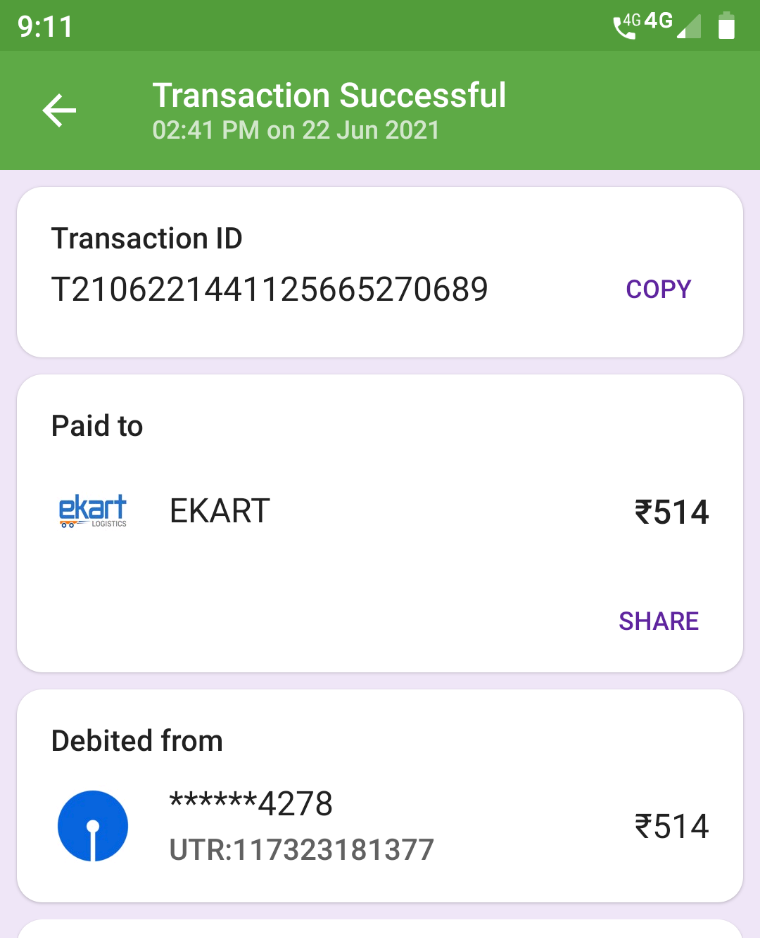 9:11
4G 4G
Transaction Successful
02:41 PM on 22 Jun 2021
Transaction ID
T2106221441125665270689
COPY
Paid to
ekart
LOGISTICS
EKART
₹514
SHARE
Debited from
******4278
₹514
UTR:117323181377